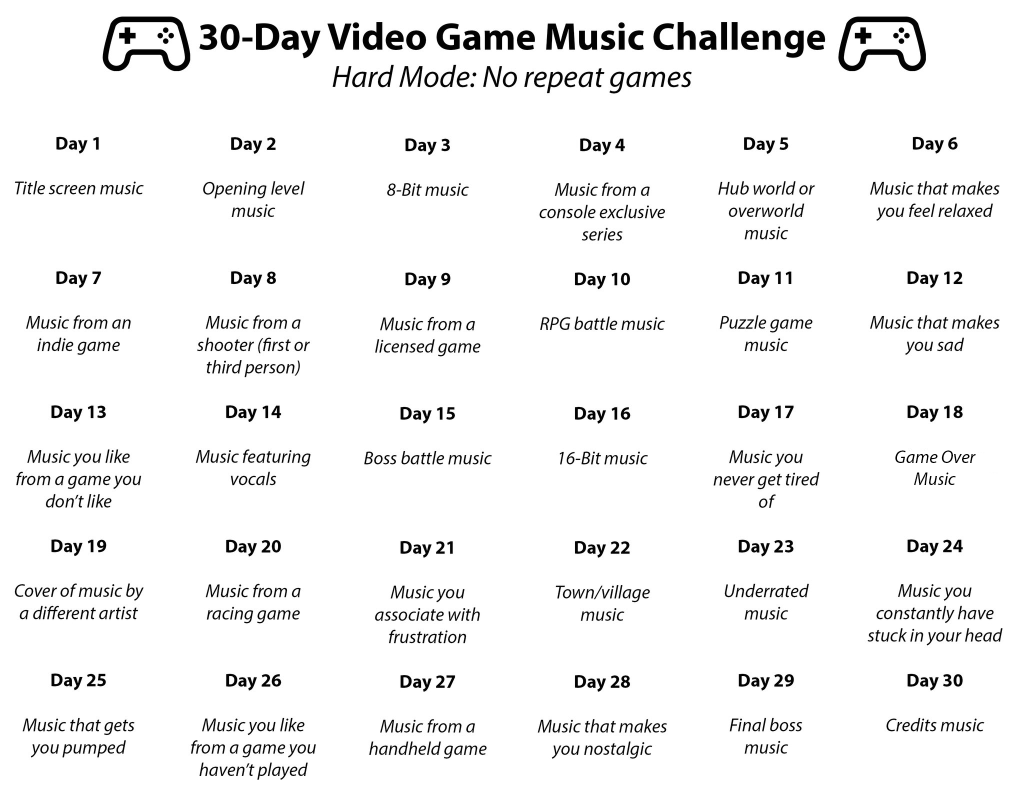 30-Day Video Game Music Challenge
Hard Mode: No repeat games
Day 1
Title screen music
Day 2
Opening level
music
Day 3
8-Bit music
Day 4
Music from a
console exclusive
series
Day 5
Hub world or
overworld
music
Day 6
Music that makes
you feel relaxed
Day 7
Music from an
indie game
Day 8
Music from a
shooter (first or
third person)
Day 9
Music from a
licensed game
Day 10
RPG battle music
Day 11
Puzzle game
music
Day 12
Music that makes
you sad
Day 13
Music you like
from a game you
don’t like
Day 14
Music featuring
vocals
Day 15
Boss battle music
Day 16
16-Bit music
Day 17
Music you
never get tired
of
Day 18
Game Over
Music
Day 19
Cover of music by
a different artist
Day 20
Music from a
racing game
Day 21
Music you
associate with
frustration
Day 22
Town/village
music
Day 23
Underrated
music
Day 24
Music you
constantly have
stuck in your head
Day 25
Music that gets
you pumped
Day 26
Music you like
from a game you
haven’t played
Day 27
Music from a
handheld game
Day 28
Music that makes
you nostalgic
Day 29
Final boss
music
Day 30
Credits music